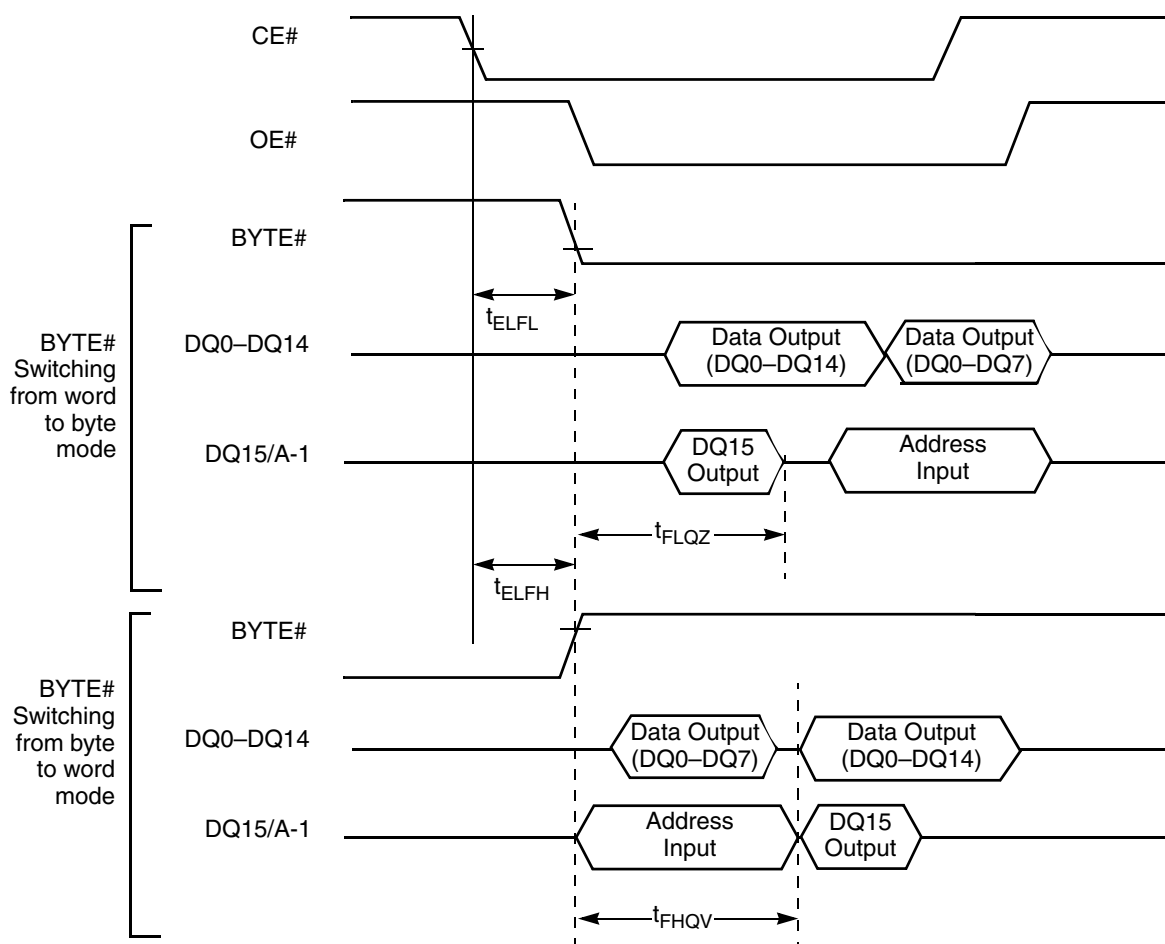 CE#
OE#
BYTE#
tELFL
BYTE#
Switching
from word
to byte
mode
DQ0–DQ14
Data Output
(DQ0–DQ14)
Data Output
(DQ0–DQ7)
DQ15/A-1
DQ15
Output
Address
Input
tFLQZ
tELFH
BYTE#
BYTE#
Switching
from byte
to word
mode
DQ0–DQ14
Data Output
(DQ0–DQ7)
Data Output
(DQ0–DQ14)
DQ15/A-1
Address
Input
DQ15
Output
tFHQV